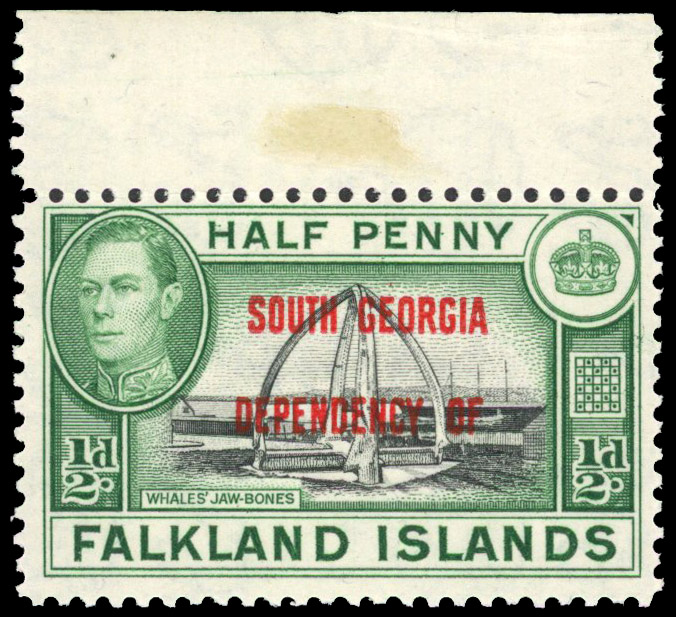 HALF PENNY
SOUTH GEORGIA
DEPENDENCY OF
½d
½d
WHALES' JAW-BONES
FALKLAND ISLANDS